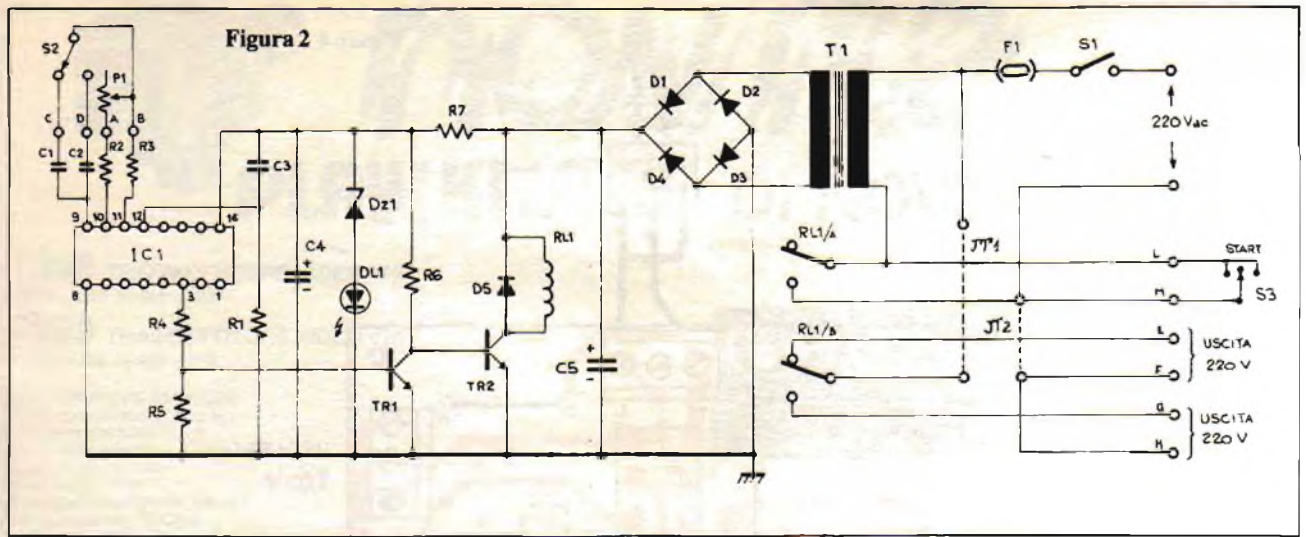 Figura 2
S2
P1
C
D
A
B
C1
C2
R2
R3
9
10
11
12
16
IC1
8
3
1
R4
R5
R1
C3
C4
+
-
Dz1
DL1
R6
R7
TR1
TR2
D5
RL1
C5
+
-
D1
D2
D4
D3
T1
F1
S1
220 Vac
RL1/A
JT1
L
START
M
S3
RL1/B
JT2
E
USCITA
220 V
F
G
USCITA
220 V
H